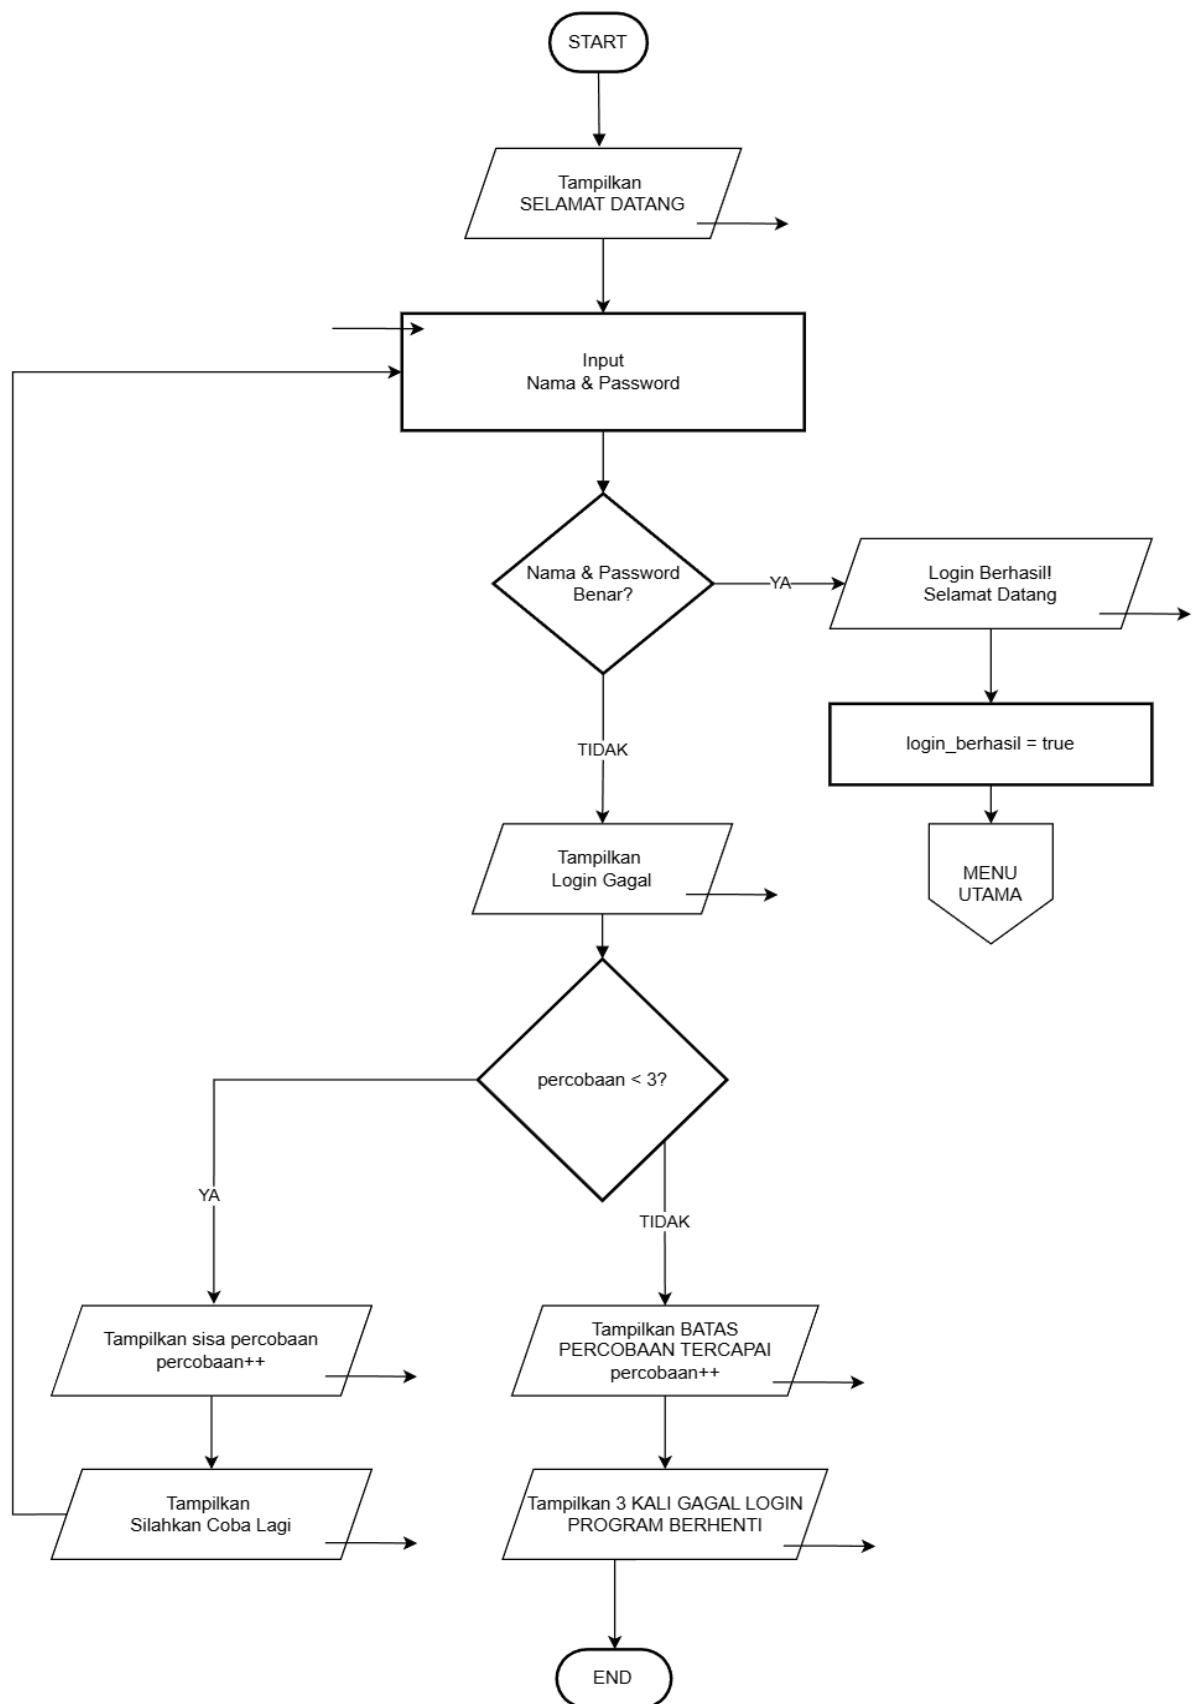 START
Tampilkan
SELAMAT DATANG
Input
Nama & Password
Nama & Password
Benar?
YA
Login Berhasil!
Selamat Datang
login_berhasil = true
MENU
UTAMA
TIDAK
Tampilkan
Login Gagal
percobaan < 3?
YA
TIDAK
Tampilkan sisa percobaan
percobaan++
Tampilkan BATAS
PERCOBAAN TERCAPAI
percobaan++
Tampilkan
Silahkan Coba Lagi
Tampilkan 3 KALI GAGAL LOGIN
PROGRAM BERHENTI
END